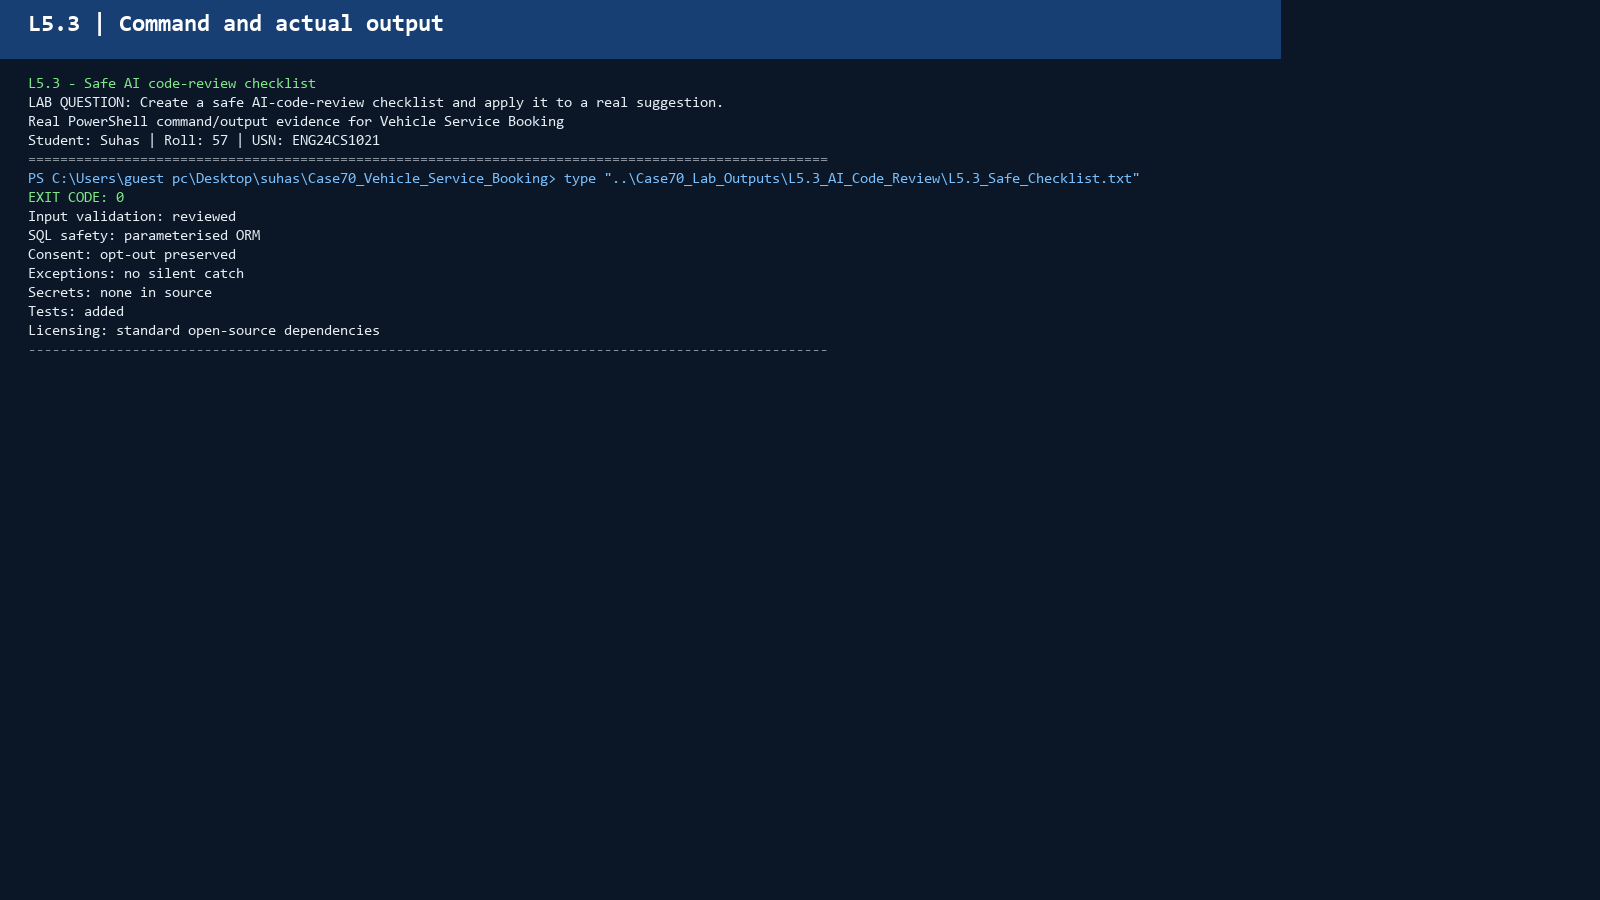 L5.3 | Command and actual output
L5.3 - Safe AI code-review checklist
LAB QUESTION: Create a safe AI-code-review checklist and apply it to a real suggestion.
Real PowerShell command/output evidence for Vehicle Service Booking
Student: Suhas | Roll: 57 | USN: ENG24CS1021
====================================================================================================
PS C:\Users\guest pc\Desktop\suhas\Case70_Vehicle_Service_Booking> type "..\Case70_Lab_Outputs\L5.3_AI_Code_Review\L5.3_Safe_Checklist.txt"
EXIT CODE: 0
Input validation: reviewed
SQL safety: parameterised ORM
Consent: opt-out preserved
Exceptions: no silent catch
Secrets: none in source
Tests: added
Licensing: standard open-source dependencies
----------------------------------------------------------------------------------------------------